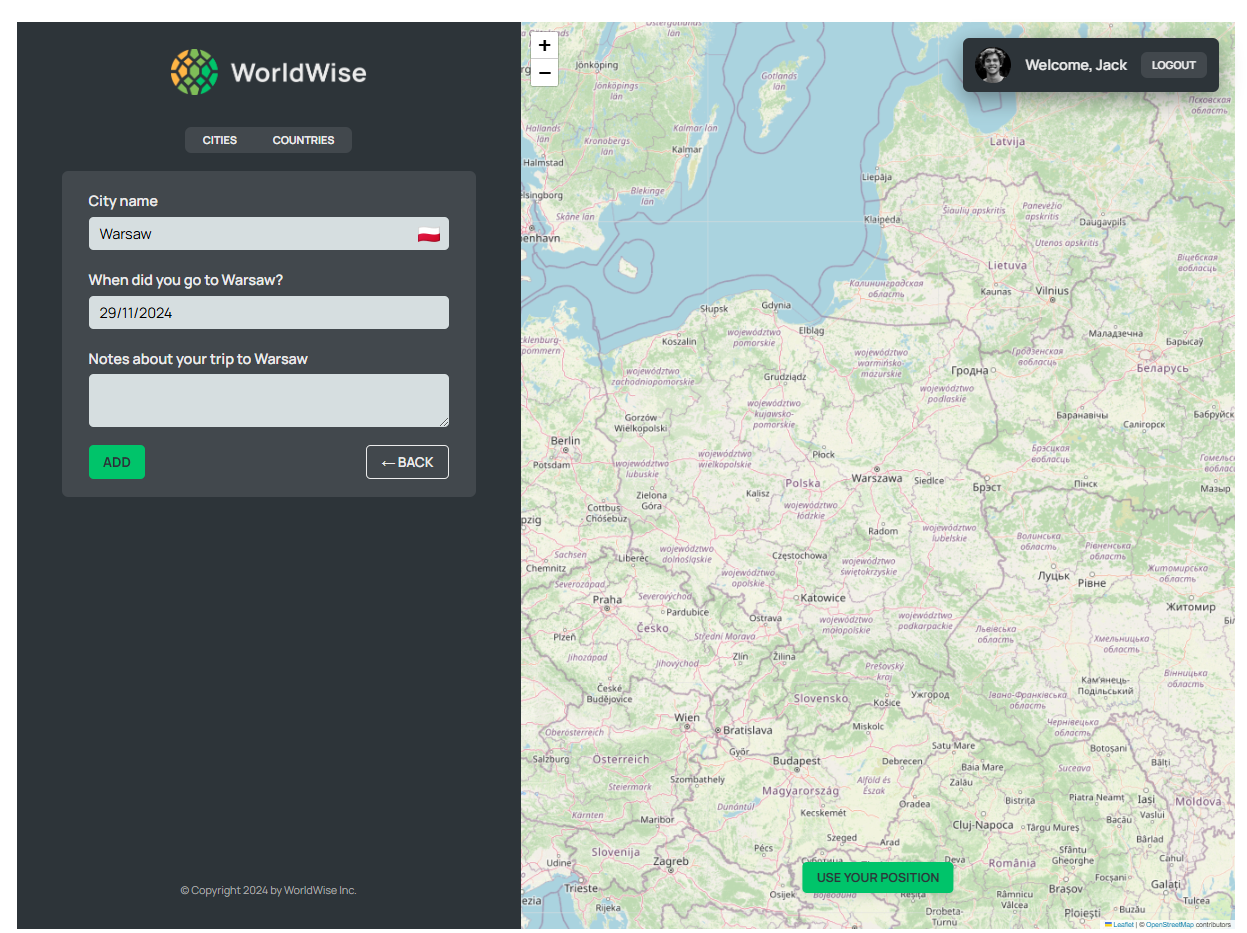 WorldWise
CITIES
COUNTRIES
City name
Warsaw
When did you go to Warsaw?
29/11/2024
Notes about your trip to Warsaw
ADD
← BACK
© Copyright 2024 by WorldWise Inc.
+
−
Welcome, Jack
LOGOUT
län
Jönköping
Jönköpings
län
Gotlands
län
Псковская
область
Hallands
län
Kronobergs
län
Kalmar län
Kalmar
Latvija
Halmstad
Liepāja
Blekinge
län
Skåne län
Klaipėda
Šiaulių apskritis
Panevėžio
apskritis
Daugavpils
Utenos apskritis
Віцебская
вобласць
Lietuva
Калининградская
область
Kaunas
Vilnius
Słupsk
Gdynia
Elbląg
Koszalin
województwo
pomorskie
Маладзечна
Барысаў
województwo
warmińsko-
mazurskie
Гродзенская
вобласць
Беларусь
województwo
zachodniopomorskie
Grudziądz
Гродна
województwo
podlaskie
województwo
kujawsko-
pomorskie
Gorzów
Wielkopolski
Баранавічы
Салігорск
Бабруйск
Berlin
Potsdam
województwo
lubuskie
województwo
wielkopolskie
Płock
Брэсцкая
вобласць
Polska
Warszawa
Siedlce
Брэст
Пінск
Мазыр
Zielona
Góra
Kalisz
województwo
łódzkie
Cottbus
- Chóśebuz
Radom
województwo
lubelskie
Волинська
область
Рівненська
область
Sachsen
Chemnitz
Liberec
województwo
dolnośląskie
Częstochowa
województwo
opolskie
województwo
świętokrzyskie
Луцьк
Рівне
Житомирська
область
Severozápad
Praha
Severovýchod
Pardubice
Katowice
Житомир
Ostrava
województwo
małopolskie
województwo
podkarpackie
Plzeň
Česko
Střední Morava
Львівська
область
Хмельницька
область
Jihozápad
Jihovýchod
Zlín
Žilina
Prešovský
kraj
České
Budějovice
Slovensko
Košice
Ужгород
Івано-Франківська
область
Кам'янець-
Подільський
Вінницька
область
Wien
Bratislava
Miskolc
Чернівецька
область
Oberösterreich
Salzburg
Österreich
Győr
Budapest
Debrecen
Satu Mare
Baia Mare
Botoșani
Suceava
Bălți
Steiermark
Szombathely
Magyarország
Alföld és
Észak
Zalău
Kärnten
Maribor
Dunántúl
Kecskemét
Oradea
Bistrița
Piatra Neamț
Iași
Moldova
Cluj-Napoca
Târgu Mureș
Bacău
Vaslui
Slovenija
Zagreb
Pécs
Szeged
Arad
Bârlad
Udine
Суботица
Deva
România
Sfântu
Gheorghe
Cahul
USE YOUR POSITION
Trieste
Rijeka
Osijek
Војводина
Reșița
Râmnicu
Vâlcea
Brașov
Focșani
Galați
Drobeta-
Turnu
Ploiești
Buzău
Tulcea
Leaflet | © OpenStreetMap contributors